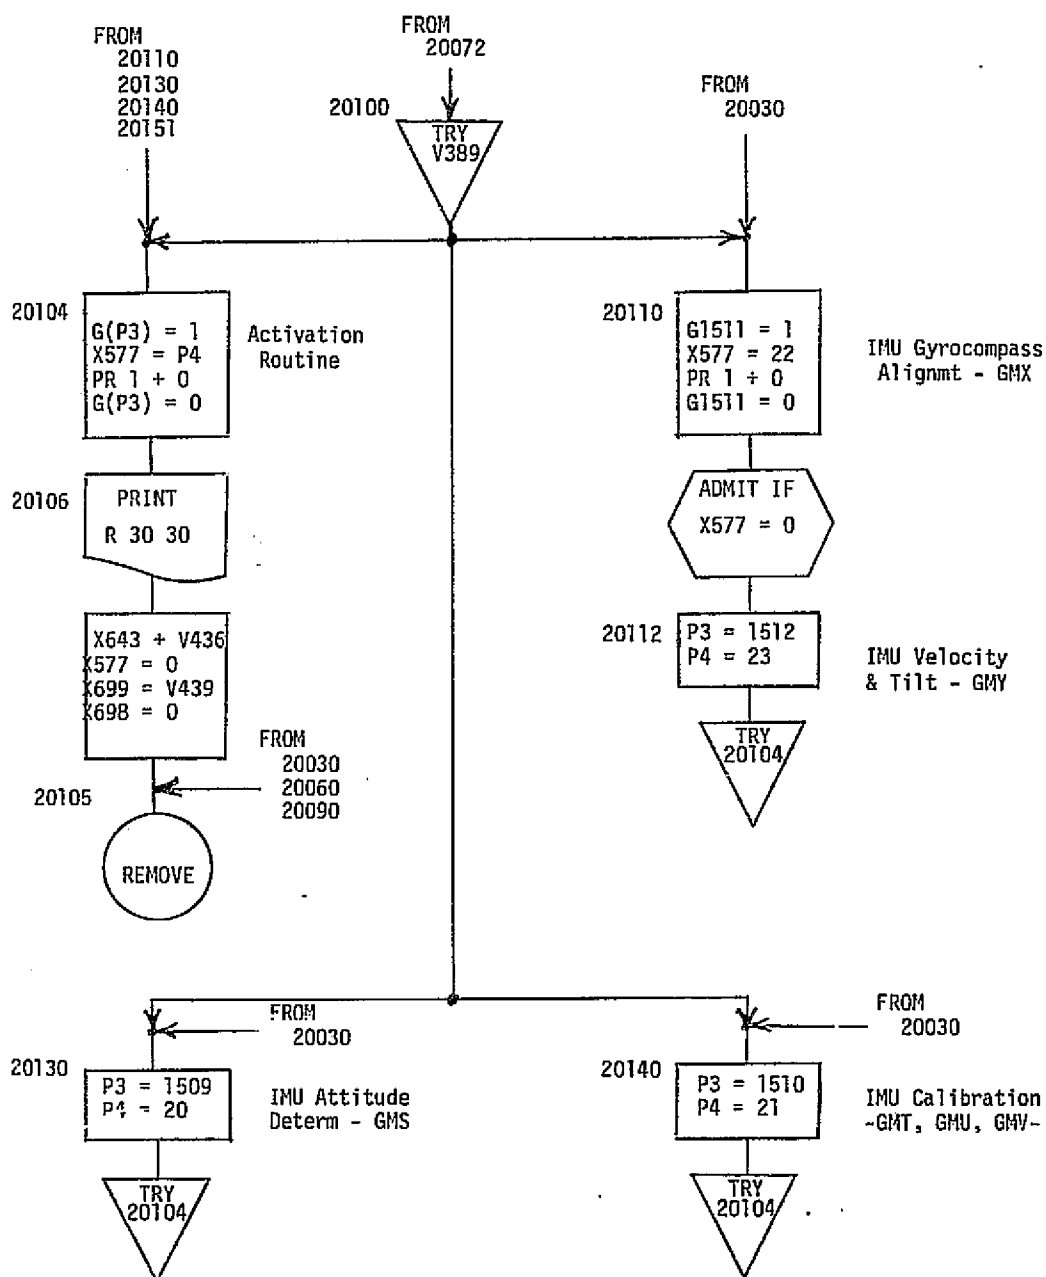 FROM
20110
20130
20140
20151
FROM
20072
20100
TRY
V389
FROM
20030
20104
G(P3) = 1
X577 = P4
PR 1 + 0
G(P3) = 0
Activation
Routine
20106
PRINT
R 30 30
X643 + V436
X577 = 0
X699 = V439
X698 = 0
FROM
20030
20060
20090
20105
REMOVE
20110
G1511 = 1
X577 = 22
PR 1 + 0
G1511 = 0
IMU Gyrocompass
Alignmt - GMX
ADMIT IF
X577 = 0
20112
P3 = 1512
P4 = 23
IMU Velocity
& Tilt - GMY
TRY
20104
FROM
20030
20130
P3 = 1509
P4 = 20
IMU Attitude
Determ - GMS
TRY
20104
FROM
20030
20140
P3 = 1510
P4 = 21
IMU Calibration
-GMT, GMU, GMV-
TRY
20104